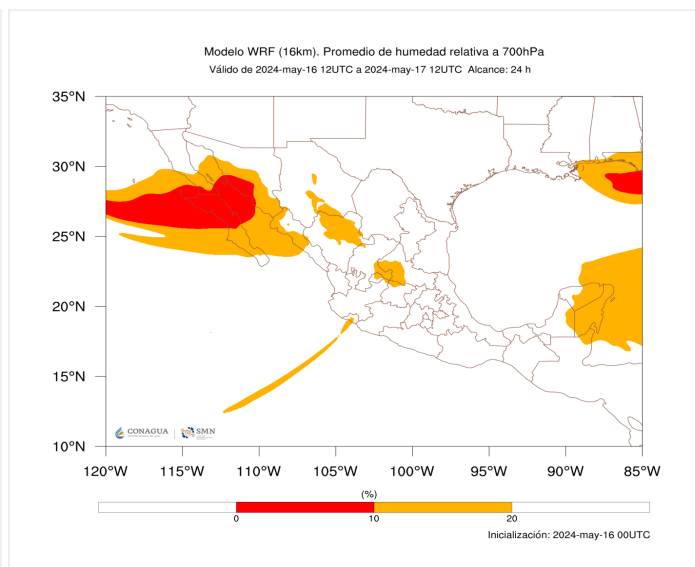 Modelo WRF (16km). Promedio de humedad relativa a 700hPa
Válido de 2024-may-16 12UTC a 2024-may-17 12UTC Alcance: 24 h
35°N
30°N
25°N
20°N
15°N
10°N
CONAGUA
SMN
120°W 115°W 110°W 105°W 100°W 95°W 90°W 85°W
(%)
0 10 20
Inicialización: 2024-may-16 00UTC